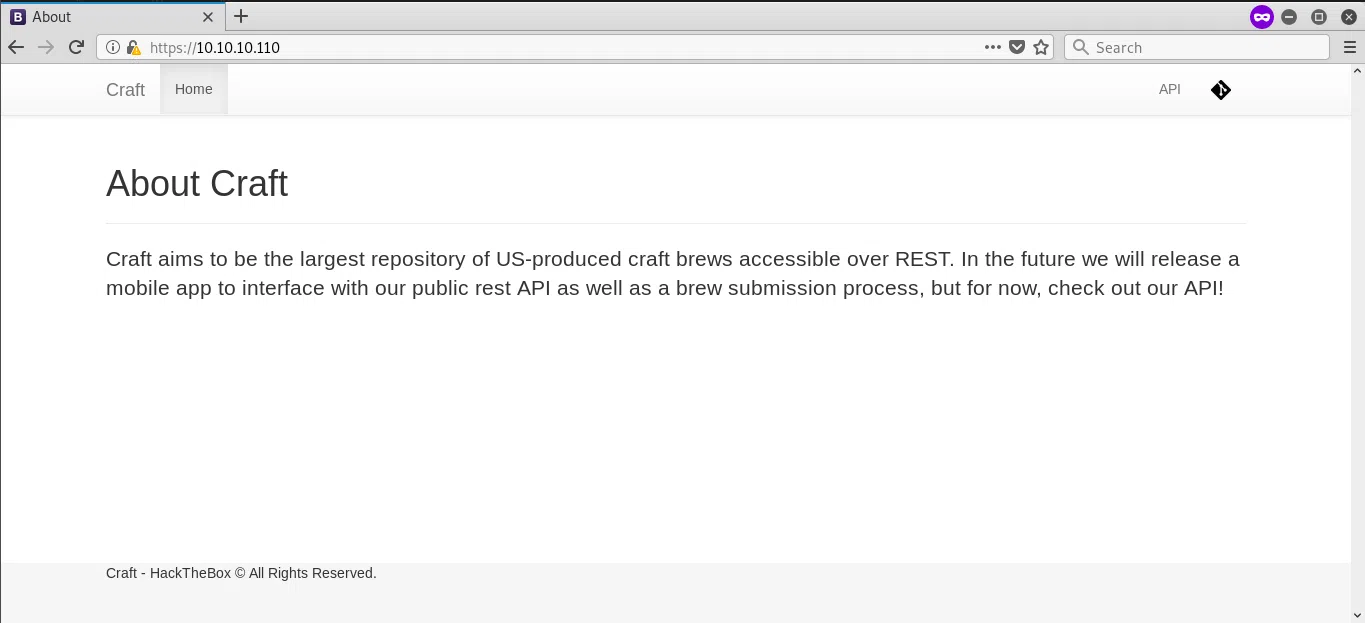 About
https://10.10.10.110
Search
Craft Home API
About Craft
Craft aims to be the largest repository of US-produced craft brews accessible over REST. In the future we will release a
mobile app to interface with our public rest API as well as a brew submission process, but for now, check out our API!
Craft - HackTheBox © All Rights Reserved.